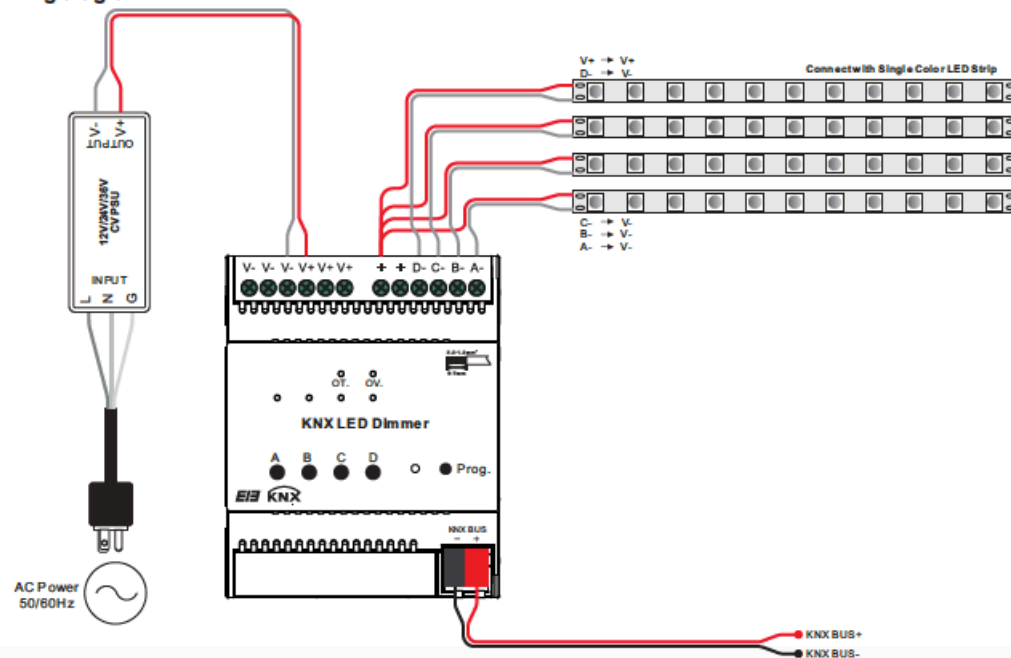 V+ → V+
D- → V-
Connect with Single Color LED Strip
V- V+
OUTPUT
12V/24V/36V
CV PSU
INPUT
L N G
C- → V-
B- → V-
A- → V-
V- V- V- V+ V+ V+ + + D- C- B- A-
OT. OV.
KNX LED Dimmer
A B C D
Prog.
EIB KNX
KNX BUS
- +
AC Power
50/60Hz
KNX BUS+
KNX BUS-